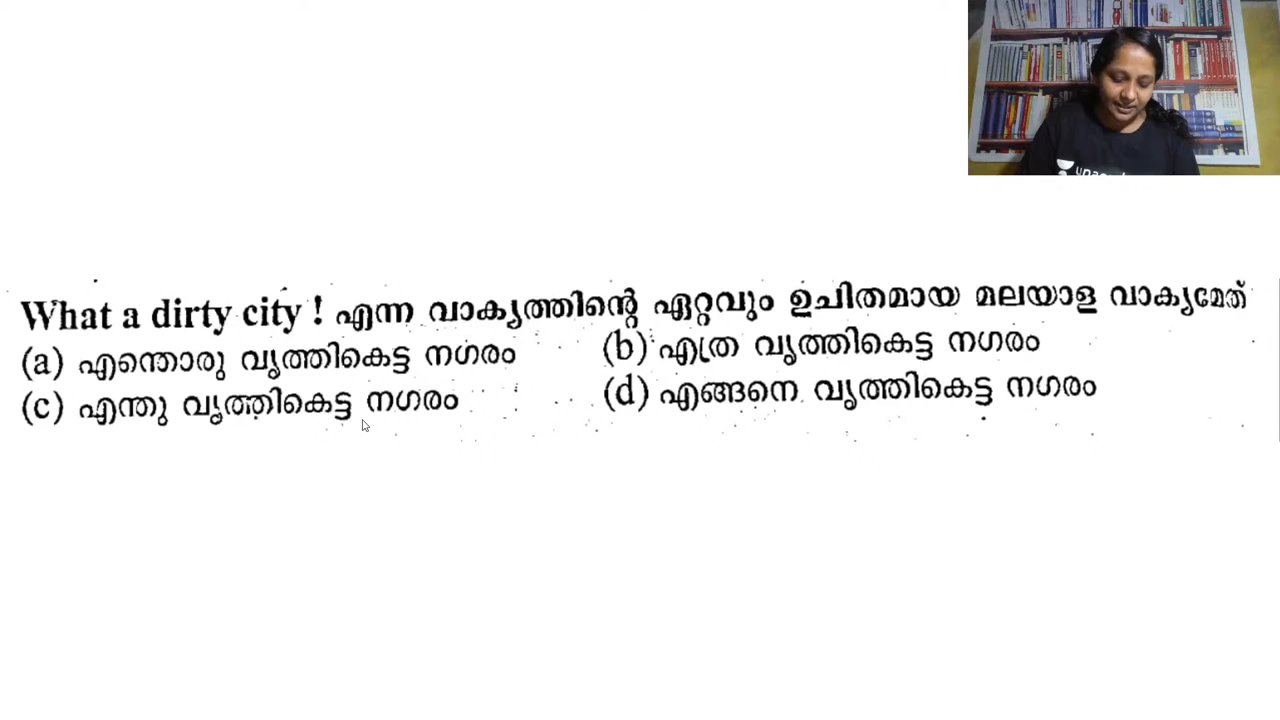 What a dirty city ! എന്ന വാക്യത്തിന്റെ ഏറ്റവും ഉചിതമായ മലയാള വാക്യമേത്
(a) എന്തൊരു വൃത്തികെട്ട നഗരം (b) എത്ര വൃത്തികെട്ട നഗരം
(c) എന്തു വൃത്തികെട്ട നഗരം (d) എങ്ങനെ വൃത്തികെട്ട നഗരം